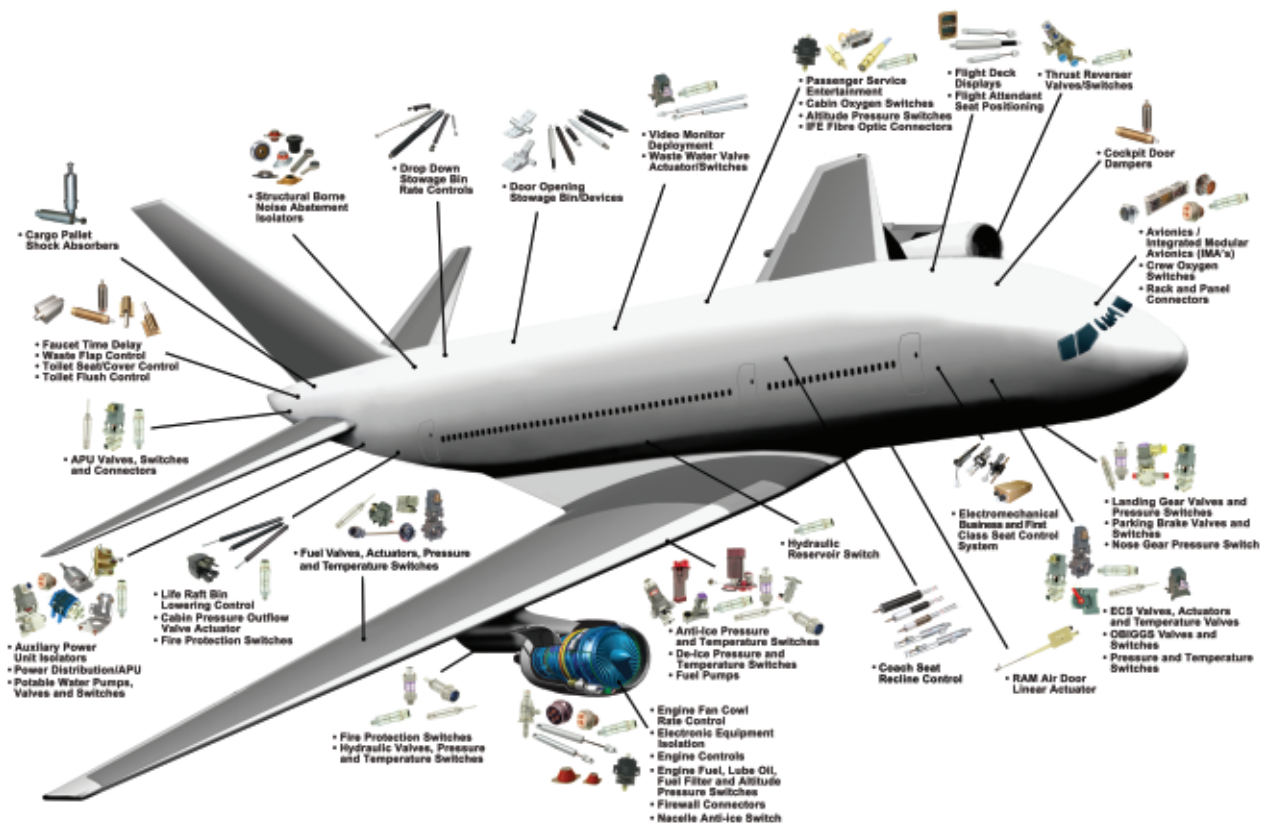 • Passenger Service
Entertainment
• Cabin Oxygen Switches
• Altitude Pressure Switches
• IFE Fibre Optic Connectors
• Flight Deck
Displays
• Flight Attendant
Seat Positioning
• Thrust Reverser
Valves/Switches
• Video Monitor
Deployment
• Waste Water Valve
Actuator/Switches
• Cockpit Door
Dampers
• Drop Down
Stowage Bin
Rate Controls
• Door Opening
Stowage Bin/Devices
• Structural Borne
Noise Abatement
Isolators
• Cargo Pallet
Shock Absorbers
• Avionics /
Integrated Modular
Avionics (IMA's)
• Crew Oxygen
Switches
• Rack and Panel
Connectors
• Faucet Time Delay
• Waste Flap Control
• Toilet Seat/Cover Control
• Toilet Flush Control
• APU Valves, Switches
and Connectors
• Fuel Valves, Actuators, Pressure
and Temperature Switches
• Hydraulic
Reservoir Switch
• Electromechanical
Business and First
Class Seat Control
System
• Landing Gear Valves and
Pressure Switches
• Parking Brake Valves and
Switches
• Nose Gear Pressure Switch
• Life Raft Bin
Lowering Control
• Cabin Pressure Outflow
Valve Actuator
• Fire Protection Switches
• Auxilary Power
Unit Isolators
• Power Distribution/APU
• Potable Water Pumps,
Valves and Switches
• Anti-ice Pressure
and Temperature Switches
• De-ice Pressure and
Temperature Switches
• Fuel Pumps
• Coach Seat
Recline Control
• RAM Air Door
Linear Actuator
• ECS Valves, Actuators
and Temperature Valves
• OBIGGS Valves and
Switches
• Pressure and Temperature
Switches
• Fire Protection Switches
• Hydraulic Valves, Pressure
and Temperature Switches
• Engine Fan Cowl
Rate Control
• Electronic Equipment
Isolation
• Engine Controls
• Engine Fuel, Lube Oil,
Fuel Filter and Altitude
Pressure Switches
• Firewall Connectors
• Nacelle Anti-ice Switch